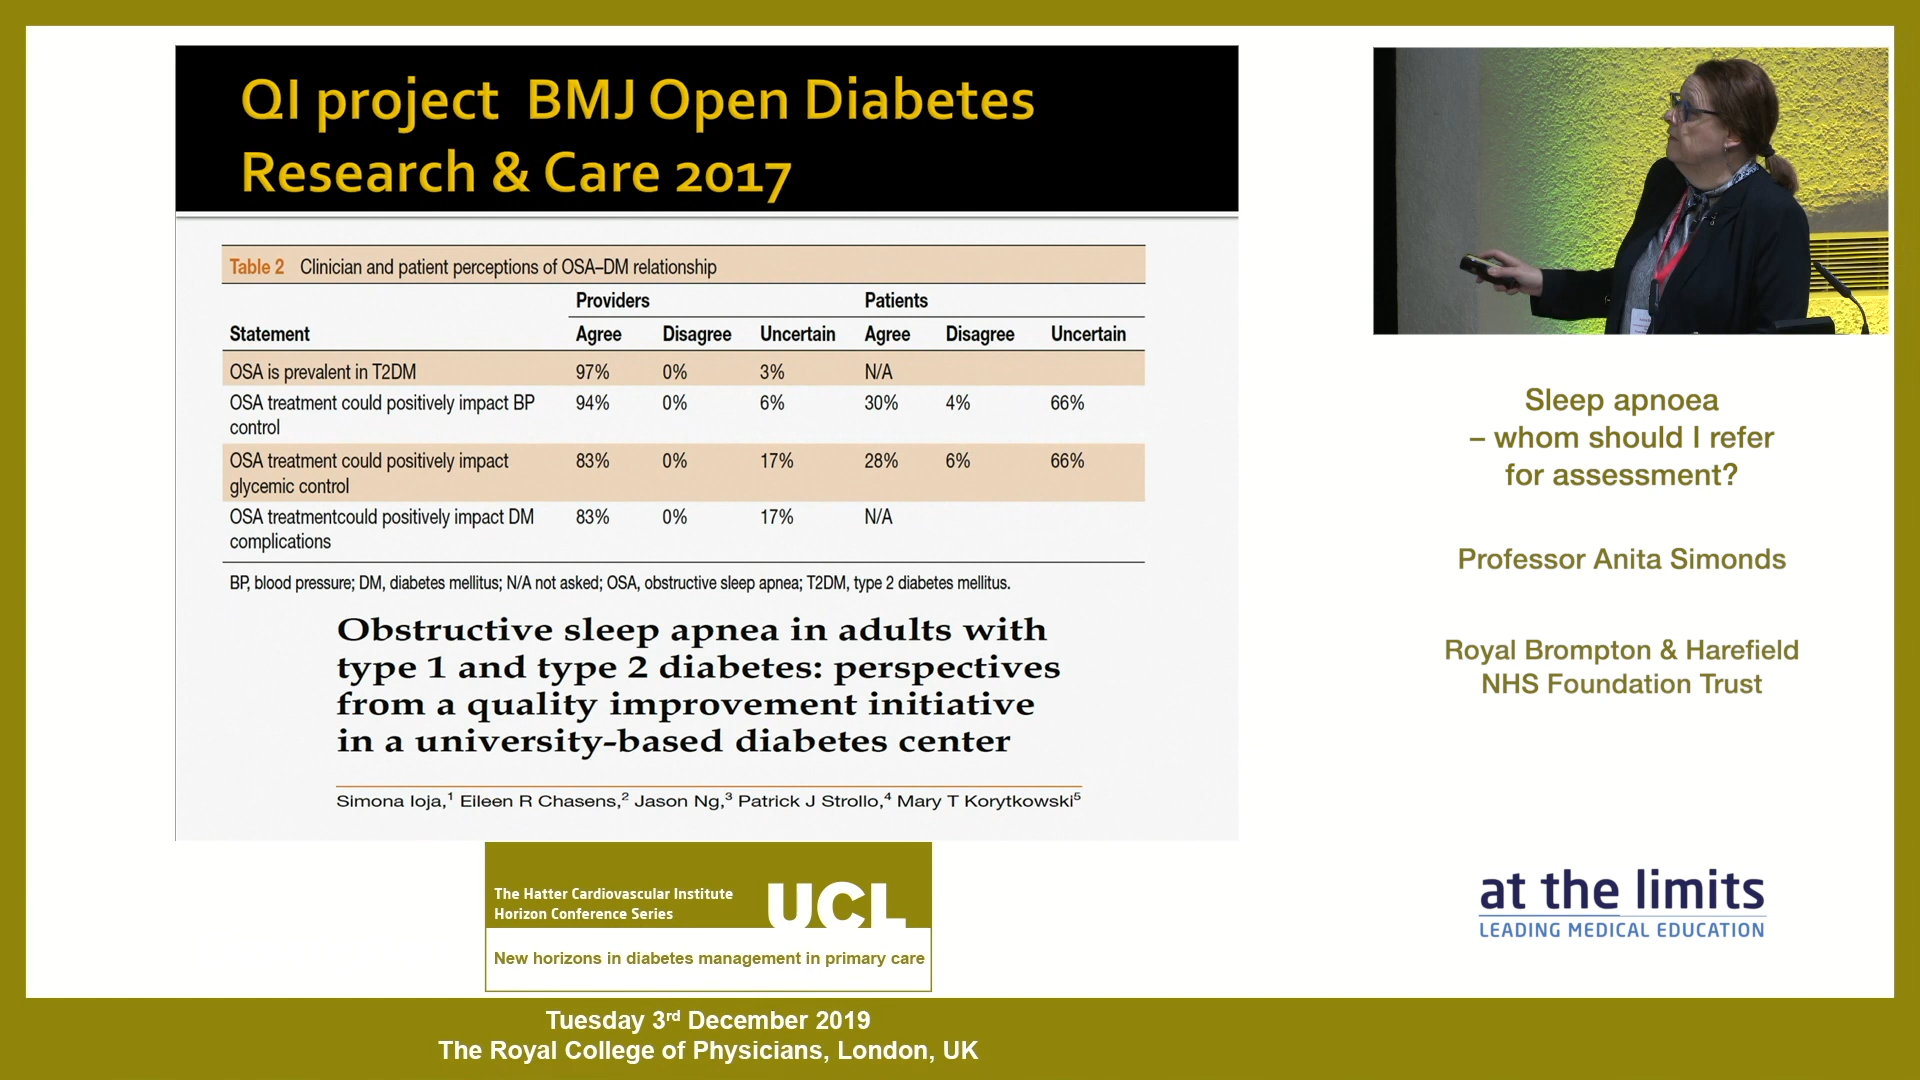 QI project BMJ Open Diabetes
Research & Care 2017
Table 2 Clinician and patient perceptions of OSA–DM relationship
Providers Patients
Statement Agree Disagree Uncertain Agree Disagree Uncertain
OSA is prevalent in T2DM 97% 0% 3% N/A
OSA treatment could positively impact BP 94% 0% 6% 30% 4% 66%
control
OSA treatment could positively impact 83% 0% 17% 28% 6% 66%
glycemic control
OSA treatmentcould positively impact DM 83% 0% 17% N/A
complications
BP, blood pressure; DM, diabetes mellitus; N/A not asked; OSA, obstructive sleep apnea; T2DM, type 2 diabetes mellitus.
Obstructive sleep apnea in adults with
type 1 and type 2 diabetes: perspectives
from a quality improvement initiative
in a university-based diabetes center
Simona Ioja,¹ Eileen R Chasens,² Jason Ng,³ Patrick J Strollo,⁴ Mary T Korytkowski⁵
Sleep apnoea
– whom should I refer
for assessment?
Professor Anita Simonds
Royal Brompton & Harefield
NHS Foundation Trust
at the limits
LEADING MEDICAL EDUCATION
The Hatter Cardiovascular Institute
Horizon Conference Series
UCL
New horizons in diabetes management in primary care
Tuesday 3rd December 2019
The Royal College of Physicians, London, UK